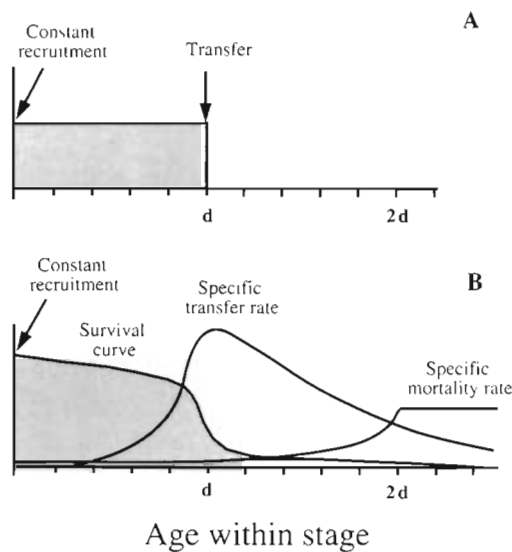 A
Constant
recruitment
Transfer
d
2d
B
Constant
recruitment
Survival
curve
Specific
transfer rate
Specific
mortality rate
d
2d
Age within stage